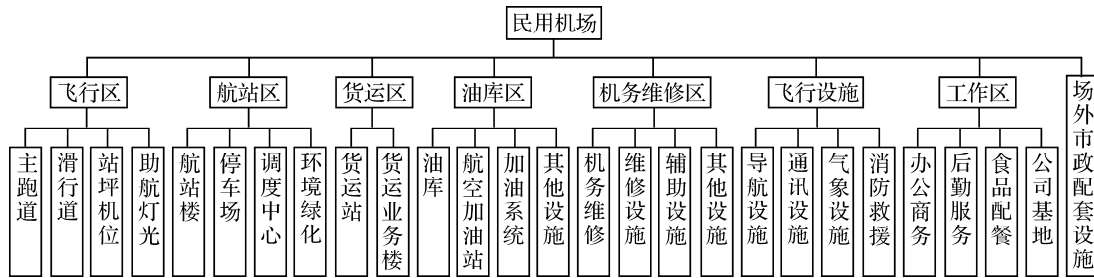 民用机场
飞行区
航站区
货运区
油库区
机务维修区
飞行设施
工作区
场外市政配套设施
主跑道
滑行道
站坪机位
助航灯光
航站楼
停车场
调度中心
环境绿化
货运站
货运业务楼
油库
航空加油站
加油系统
其他设施
机务维修
维修设施
辅助设施
其他设施
导航设施
通讯设施
气象设施
消防救援
办公商务
后勤服务
食品配餐
公司基地